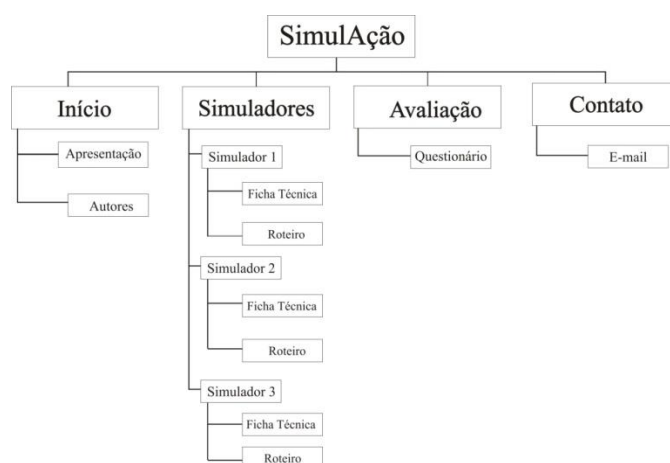 SimulAção
Início
Simuladores
Avaliação
Contato
Apresentação
Autores
Simulador 1
Ficha Técnica
Roteiro
Simulador 2
Ficha Técnica
Roteiro
Simulador 3
Ficha Técnica
Roteiro
Questionário
E-mail